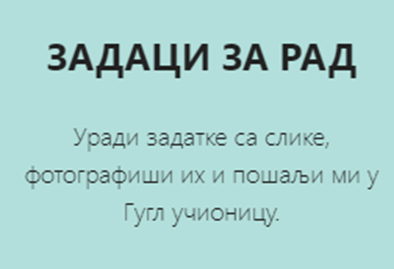 ЗАДАЦИ ЗА РАД
Уради задатке са слике,
фотографиши их и пошаљи ми у
Гугл учионицу.